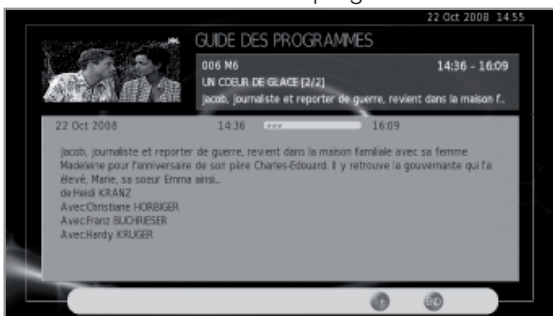 22 Oct 2008 14:55
GUIDE DES PROGRAMMES
006 M6 14:36 - 16:09
UN COEUR DE GLACE [2/2]
Jacob, journaliste et reporter de guerre, revient dans la maison f..
22 Oct 2008 14:36 16:09
Jacob, journaliste et reporter de guerre, revient dans la maison familiale avec sa femme
Madeleine pour l'anniversaire de son père Charles-Edouard. Il y retrouve la gouvernante qui l'a
élevé, Marie, sa soeur Emma ainsi...
de:Heidi KRANZ
Avec:Christiane HORBIGER
Avec:Franz BUCHRIESER
Avec:Hardy KRUGER
END